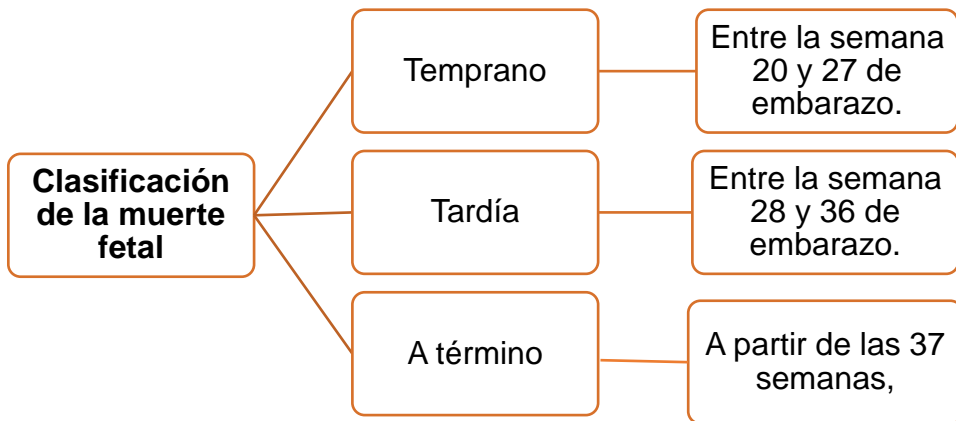 Clasificación
de la muerte
fetal
Temprano
Entre la semana
20 y 27 de
embarazo.
Tardía
Entre la semana
28 y 36 de
embarazo.
A término
A partir de las 37
semanas,